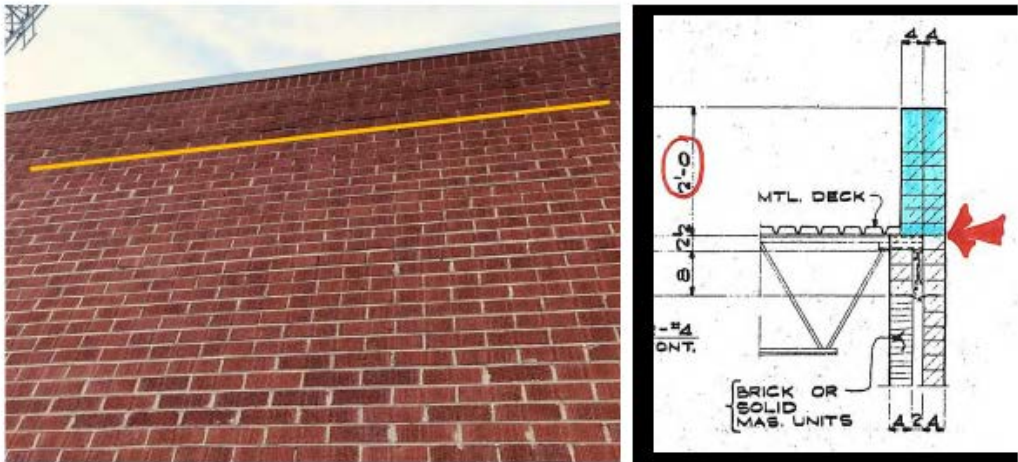 4 4
2'-0
MTL. DECK
2½
8
-#4
ONT.
BRICK OR
SOLID
MAS. UNITS
4 2 4